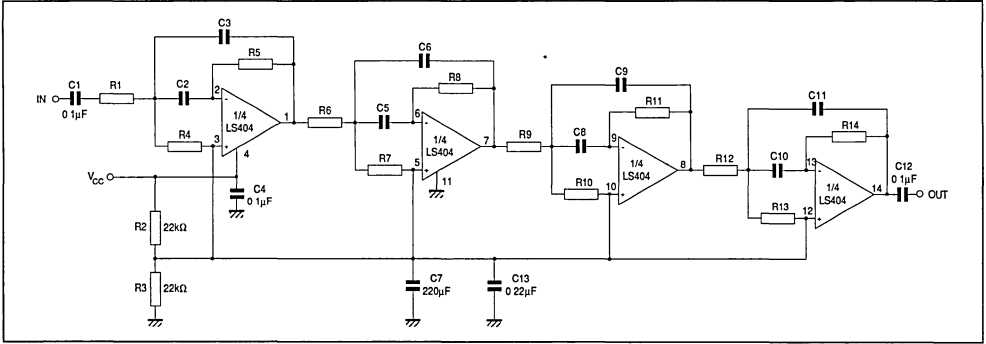 C3
R5
C1
R1
C2
IN
0 1µF
2
-
1/4
LS404
1
R4
3
+
4
VCC
C4
0 1µF
R2
22kΩ
R3
22kΩ
C6
R8
R6
C5
6
-
1/4
LS404
7
R7
5
+
11
C7
220µF
C13
0 22µF
C9
R11
R9
C8
9
-
1/4
LS404
8
R10
10
+
C11
R14
R12
C10
13
-
1/4
LS404
14
R13
12
+
C12
0 1µF
OUT